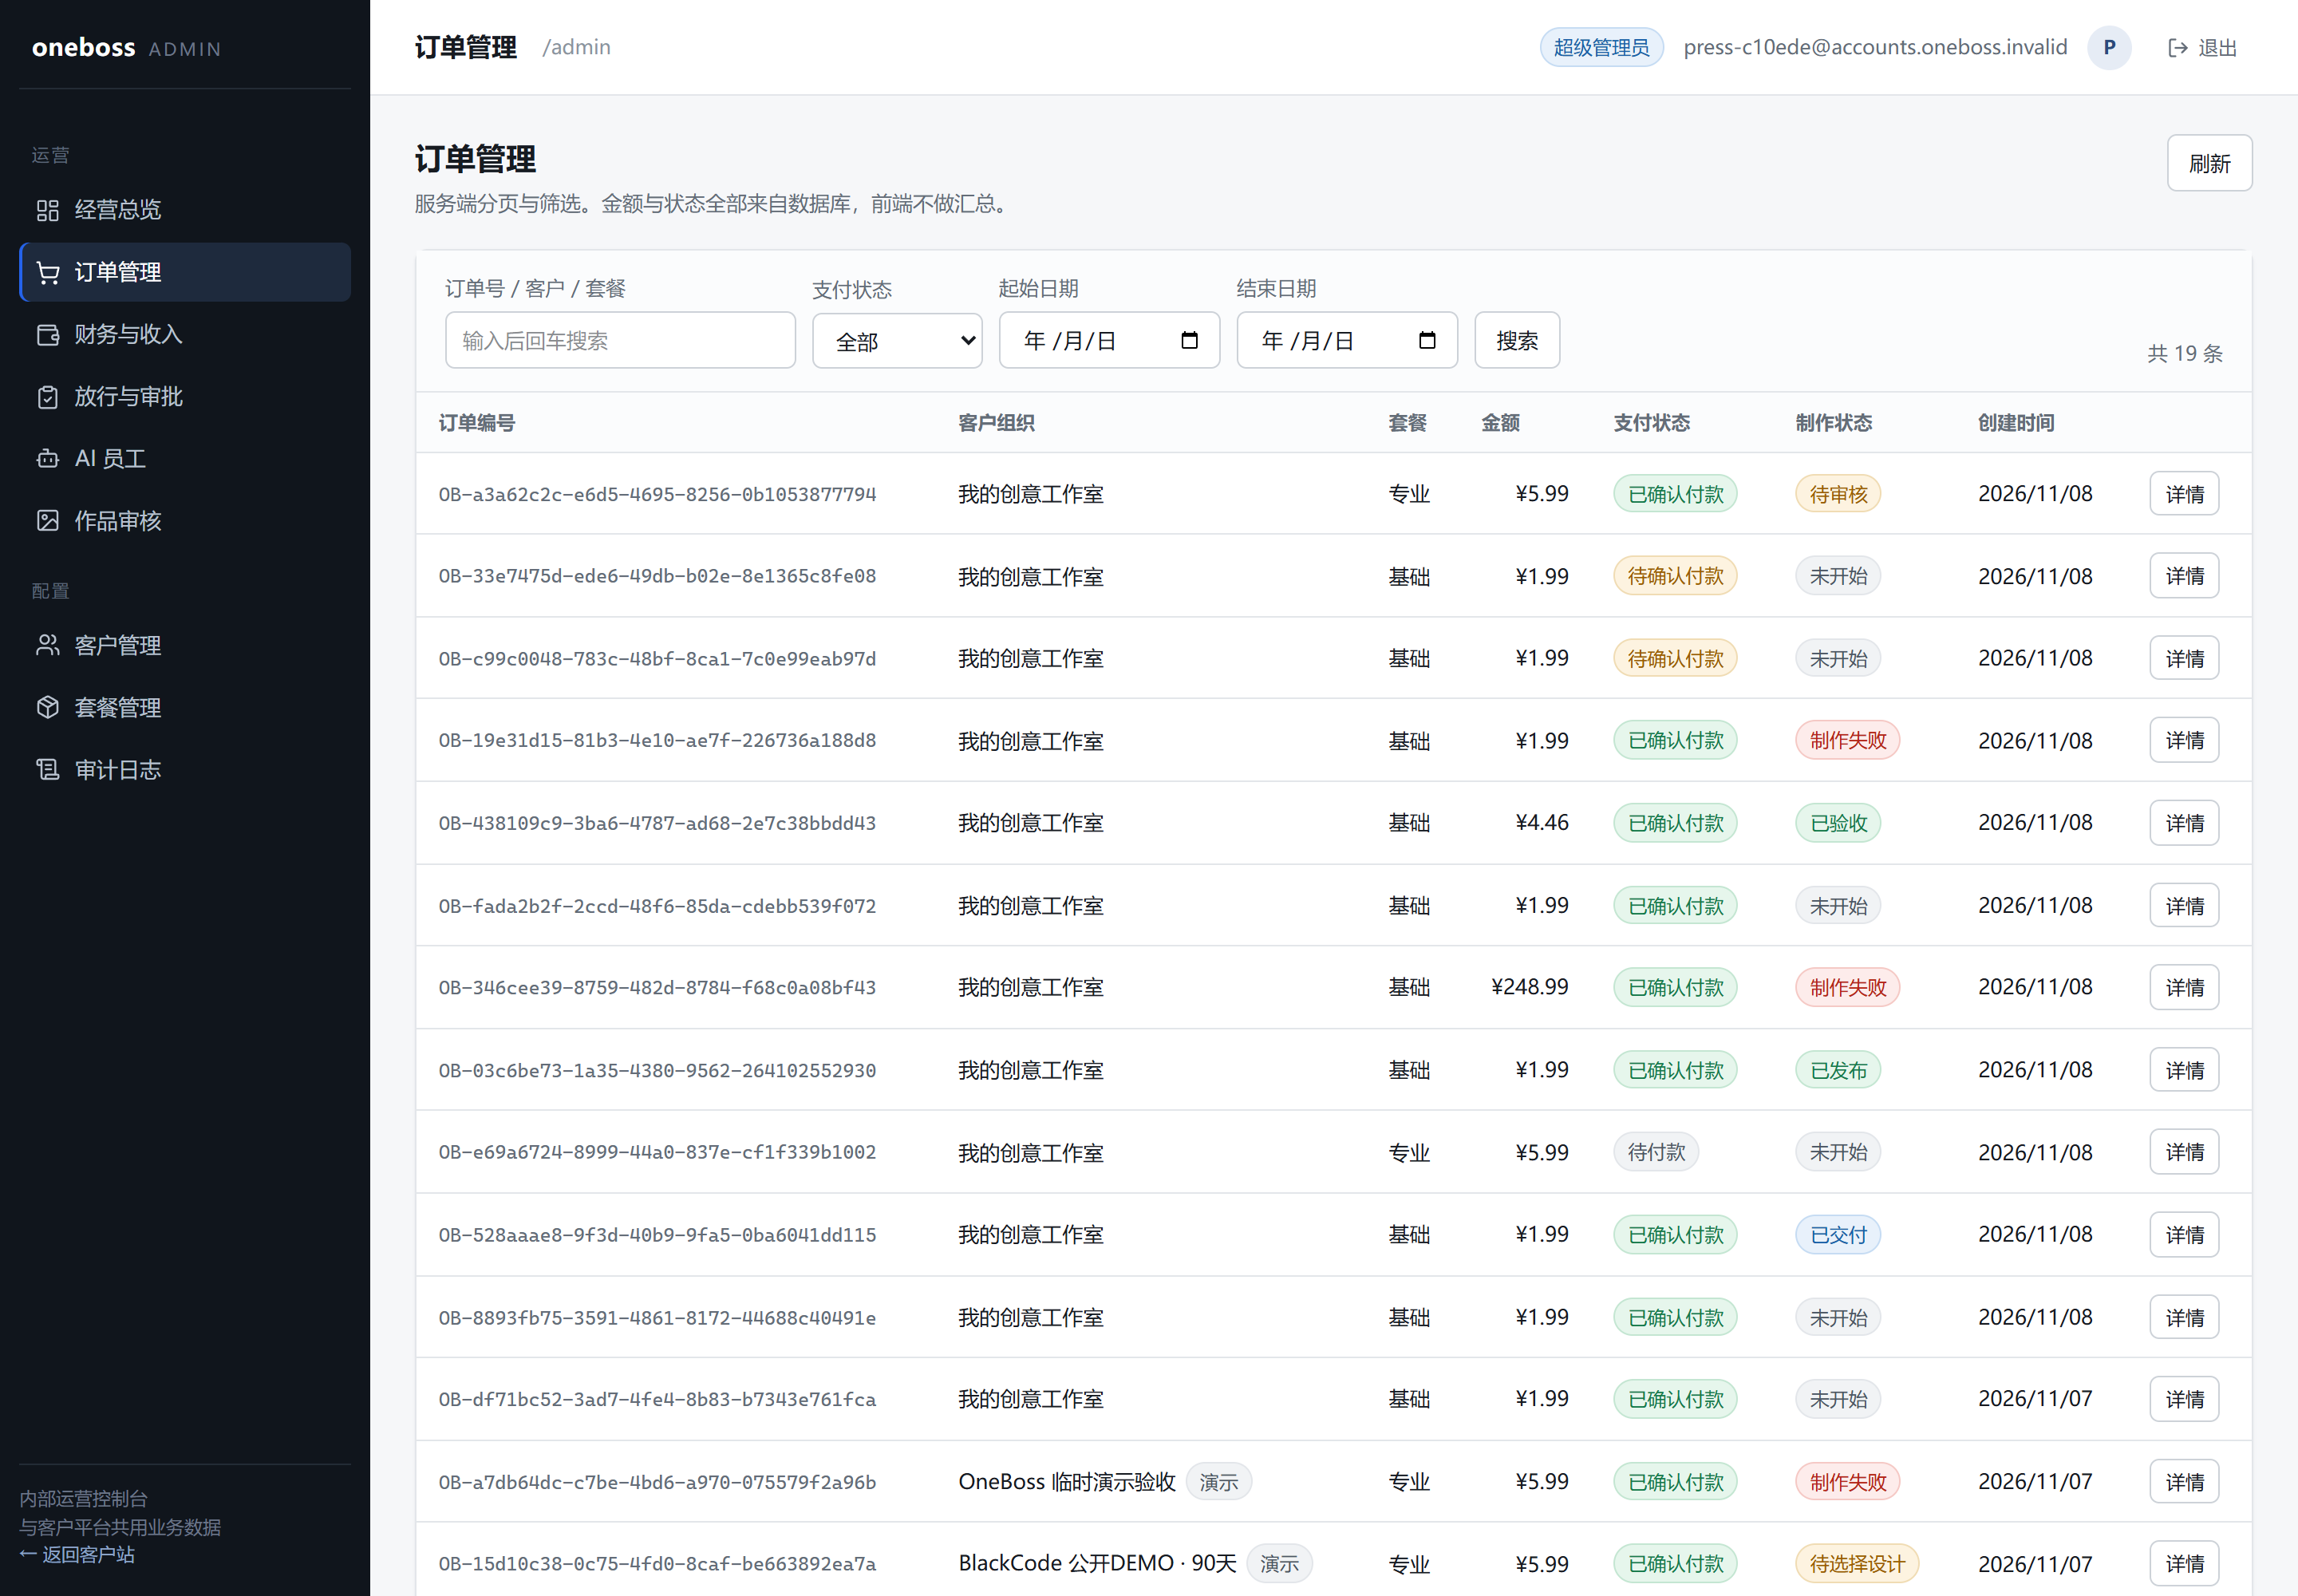 oneboss ADMIN
运营
经营总览
订单管理
财务与收入
放行与审批
AI 员工
作品审核
配置
客户管理
套餐管理
审计日志
内部运营控制台
与客户平台共用业务数据
← 返回客户站
订单管理 /admin 超级管理员 press-c10ede@accounts.oneboss.invalid P 退出
订单管理 刷新
服务端分页与筛选。金额与状态全部来自数据库，前端不做汇总。
订单号 / 客户 / 套餐 支付状态 起始日期 结束日期
输入后回车搜索 全部 年 /月/日 年 /月/日 搜索 共 19 条
订单编号 客户组织 套餐 金额 支付状态 制作状态 创建时间
OB-a3a62c2c-e6d5-4695-8256-0b1053877794 我的创意工作室 专业 ¥5.99 已确认付款 待审核 2026/11/08 详情
OB-33e7475d-ede6-49db-b02e-8e1365c8fe08 我的创意工作室 基础 ¥1.99 待确认付款 未开始 2026/11/08 详情
OB-c99c0048-783c-48bf-8ca1-7c0e99eab97d 我的创意工作室 基础 ¥1.99 待确认付款 未开始 2026/11/08 详情
OB-19e31d15-81b3-4e10-ae7f-226736a188d8 我的创意工作室 基础 ¥1.99 已确认付款 制作失败 2026/11/08 详情
OB-438109c9-3ba6-4787-ad68-2e7c38bbdd43 我的创意工作室 基础 ¥4.46 已确认付款 已验收 2026/11/08 详情
OB-fada2b2f-2ccd-48f6-85da-cdebb539f072 我的创意工作室 基础 ¥1.99 已确认付款 未开始 2026/11/08 详情
OB-346cee39-8759-482d-8784-f68c0a08bf43 我的创意工作室 基础 ¥248.99 已确认付款 制作失败 2026/11/08 详情
OB-03c6be73-1a35-4380-9562-264102552930 我的创意工作室 基础 ¥1.99 已确认付款 已发布 2026/11/08 详情
OB-e69a6724-8999-44a0-837e-cf1f339b1002 我的创意工作室 专业 ¥5.99 待付款 未开始 2026/11/08 详情
OB-528aaae8-9f3d-40b9-9fa5-0ba6041dd115 我的创意工作室 基础 ¥1.99 已确认付款 已交付 2026/11/08 详情
OB-8893fb75-3591-4861-8172-44688c40491e 我的创意工作室 基础 ¥1.99 已确认付款 未开始 2026/11/08 详情
OB-df71bc52-3ad7-4fe4-8b83-b7343e761fca 我的创意工作室 基础 ¥1.99 已确认付款 未开始 2026/11/07 详情
OB-a7db64dc-c7be-4bd6-a970-075579f2a96b OneBoss 临时演示验收 演示 专业 ¥5.99 已确认付款 制作失败 2026/11/07 详情
OB-15d10c38-0c75-4fd0-8caf-be663892ea7a BlackCode 公开DEMO · 90天 演示 专业 ¥5.99 已确认付款 待选择设计 2026/11/07 详情